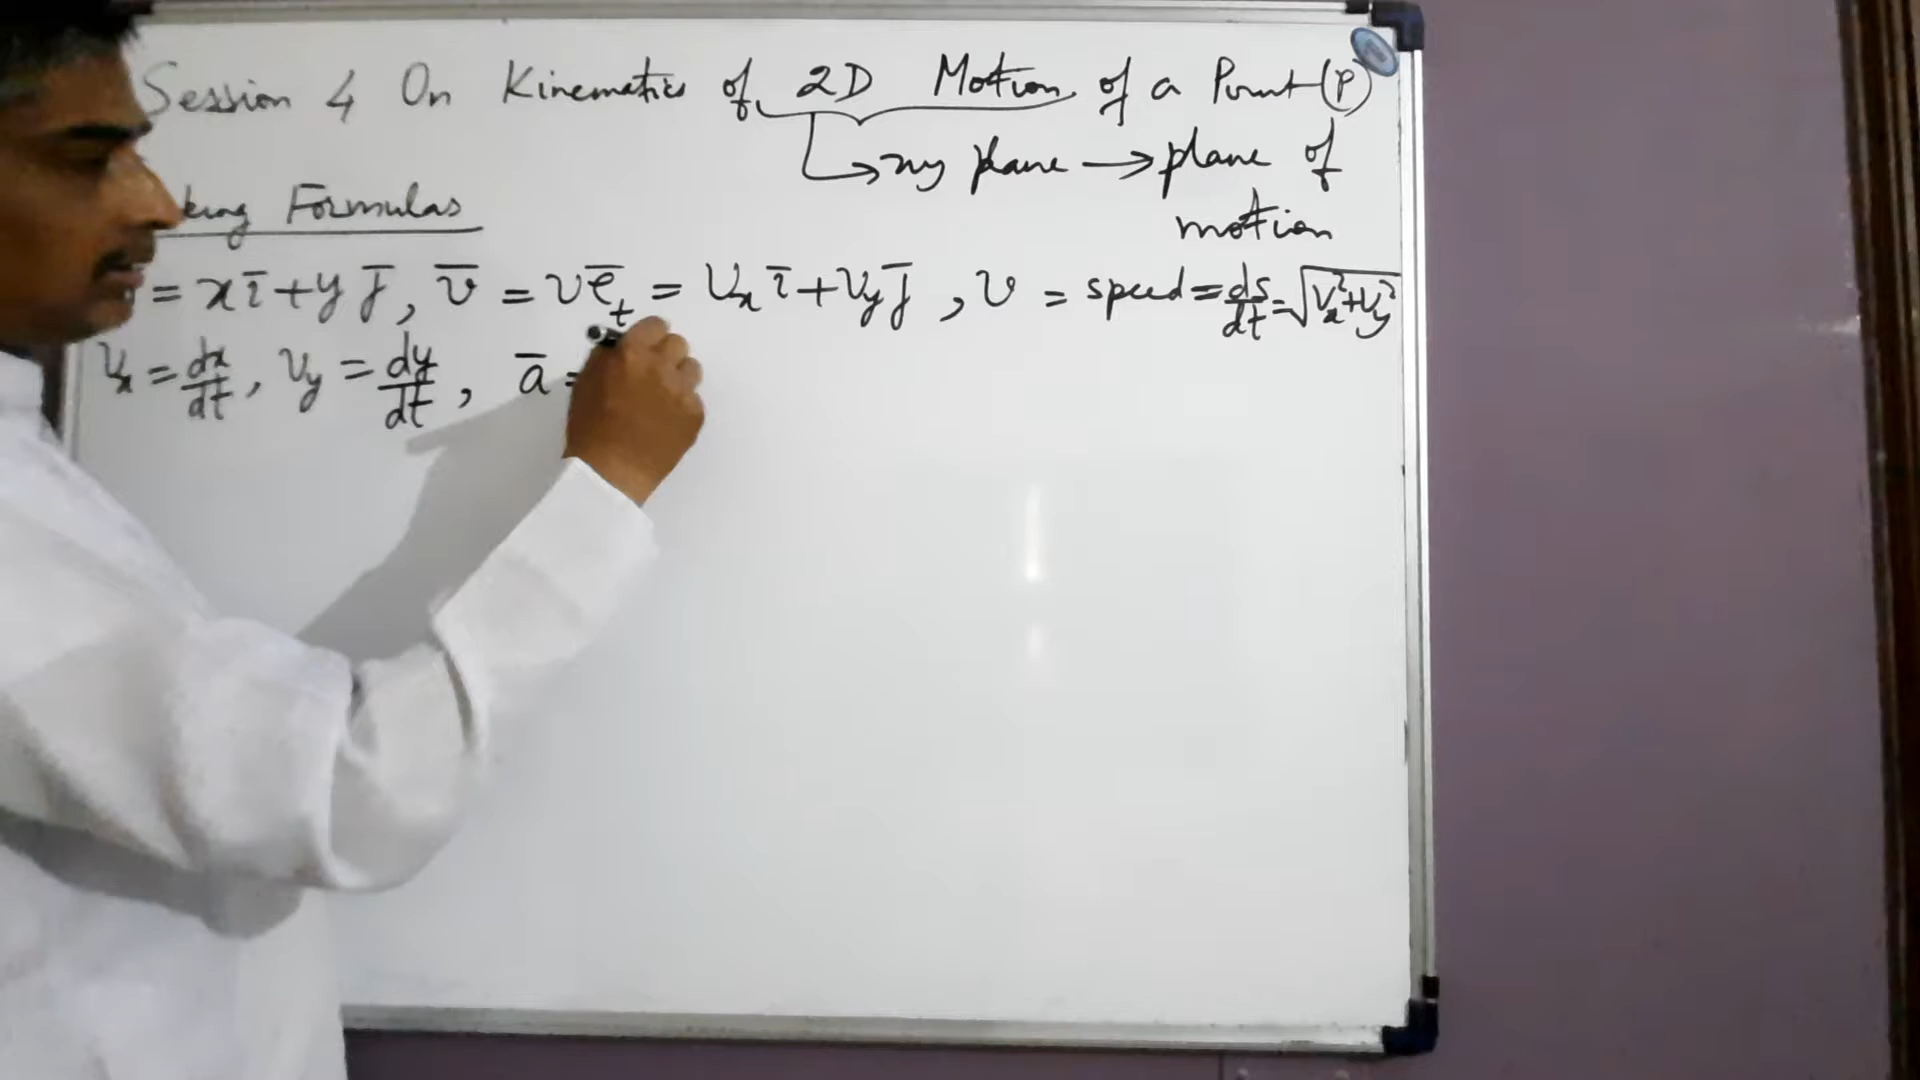 Session 4 On Kinematics of 2D Motion of a Point (P)
xy plane → plane of
motion
king Formulas
= x ī + y j̄, v̄ = v ē_t = v_x ī + v_y j̄, v = speed = ds/dt = √(v_x² + v_y²)
v_x = dx/dt, v_y = dy/dt, ā =